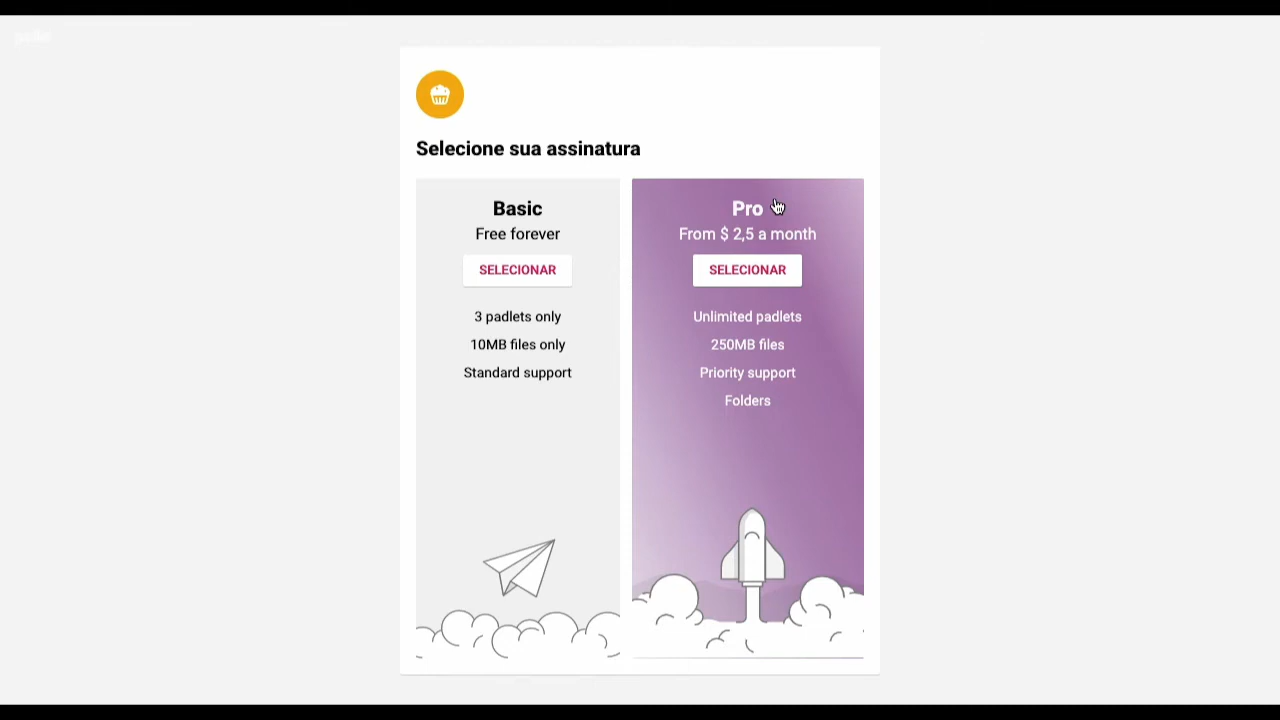 padlet
Selecione sua assinatura
Basic
Free forever
SELECIONAR
3 padlets only
10MB files only
Standard support
Pro
From $ 2,5 a month
SELECIONAR
Unlimited padlets
250MB files
Priority support
Folders